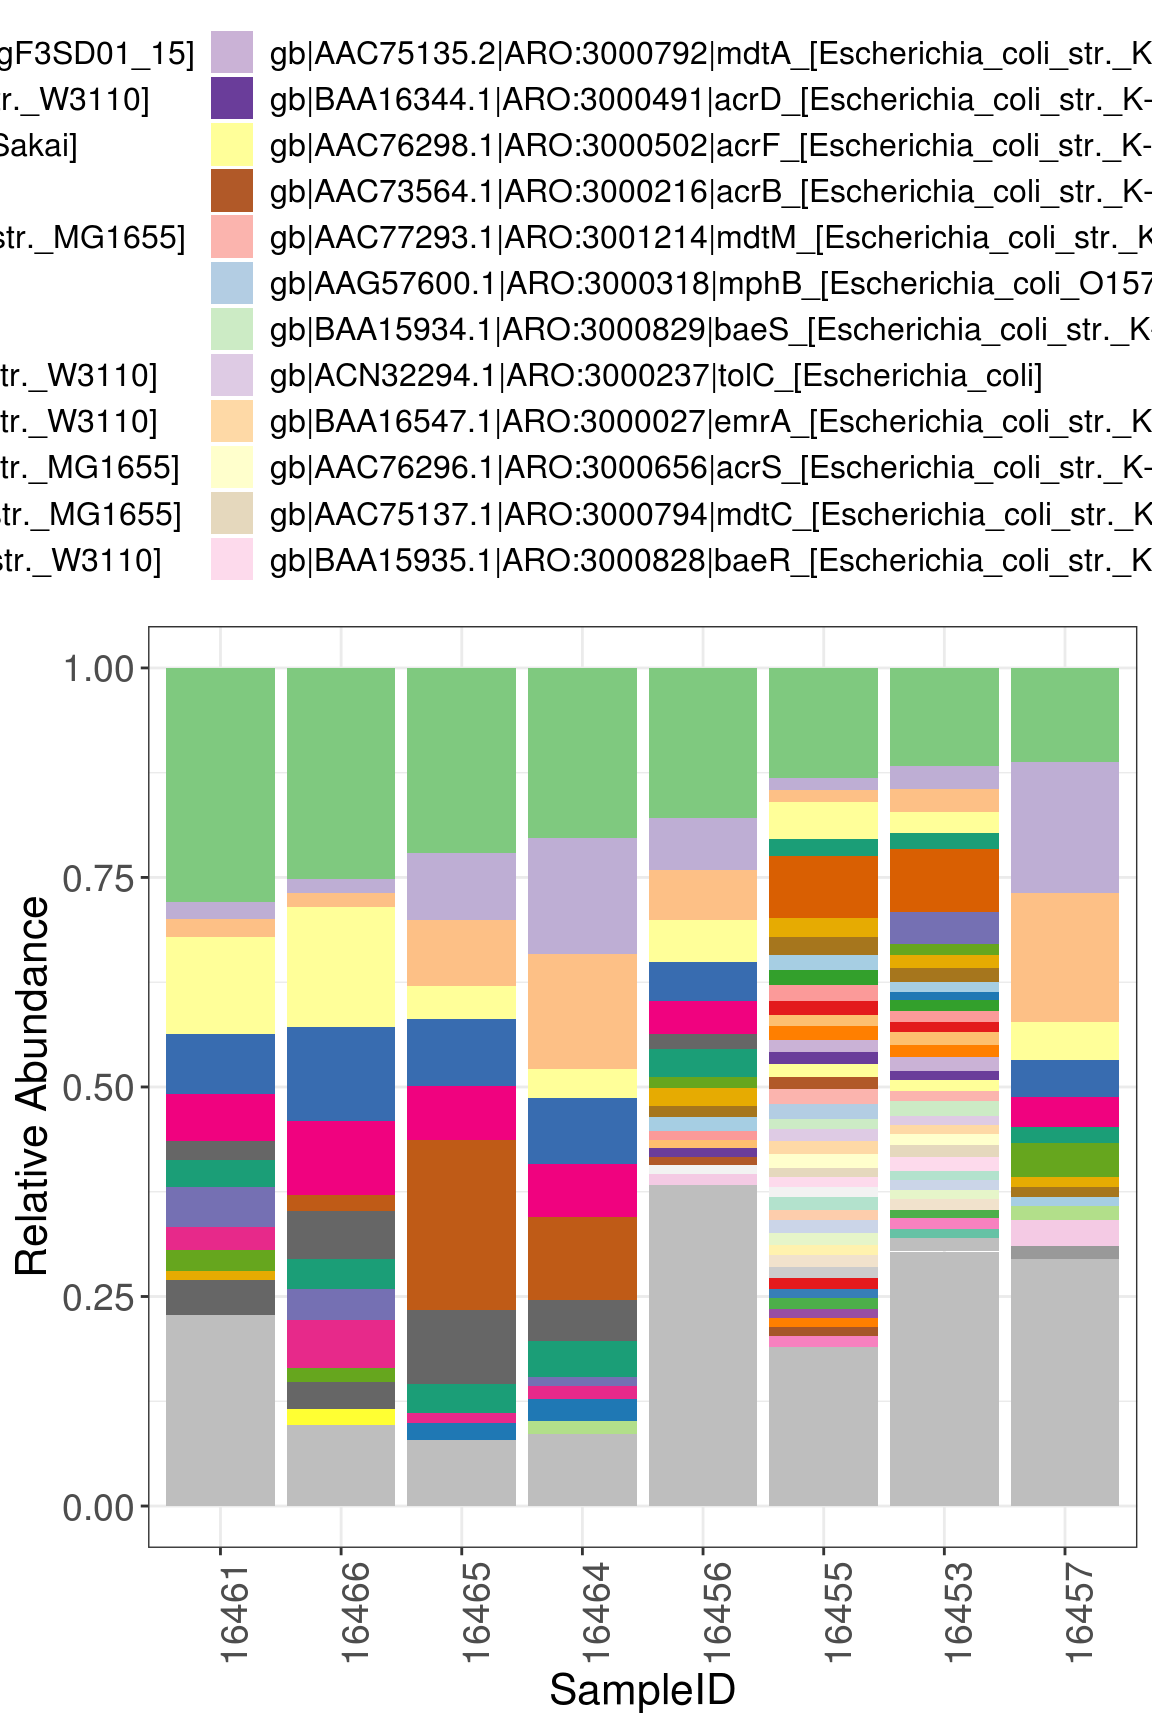 gF3SD01_15] gb|AAC75135.2|ARO:3000792|mdtA_[Escherichia_coli_str._K
r._W3110] gb|BAA16344.1|ARO:3000491|acrD_[Escherichia_coli_str._K-
Sakai] gb|AAC76298.1|ARO:3000502|acrF_[Escherichia_coli_str._K-
gb|AAC73564.1|ARO:3000216|acrB_[Escherichia_coli_str._K-
str._MG1655] gb|AAC77293.1|ARO:3001214|mdtM_[Escherichia_coli_str._K
gb|AAG57600.1|ARO:3000318|mphB_[Escherichia_coli_O157
gb|BAA15934.1|ARO:3000829|baeS_[Escherichia_coli_str._K-
tr._W3110] gb|ACN32294.1|ARO:3000237|tolC_[Escherichia_coli]
tr._W3110] gb|BAA16547.1|ARO:3000027|emrA_[Escherichia_coli_str._K
tr._MG1655] gb|AAC76296.1|ARO:3000656|acrS_[Escherichia_coli_str._K-
str._MG1655] gb|AAC75137.1|ARO:3000794|mdtC_[Escherichia_coli_str._K
str._W3110] gb|BAA15935.1|ARO:3000828|baeR_[Escherichia_coli_str._K
1.00
0.75
0.50
0.25
0.00
Relative Abundance
16461
16466
16465
16464
16456
16455
16453
16457
SampleID